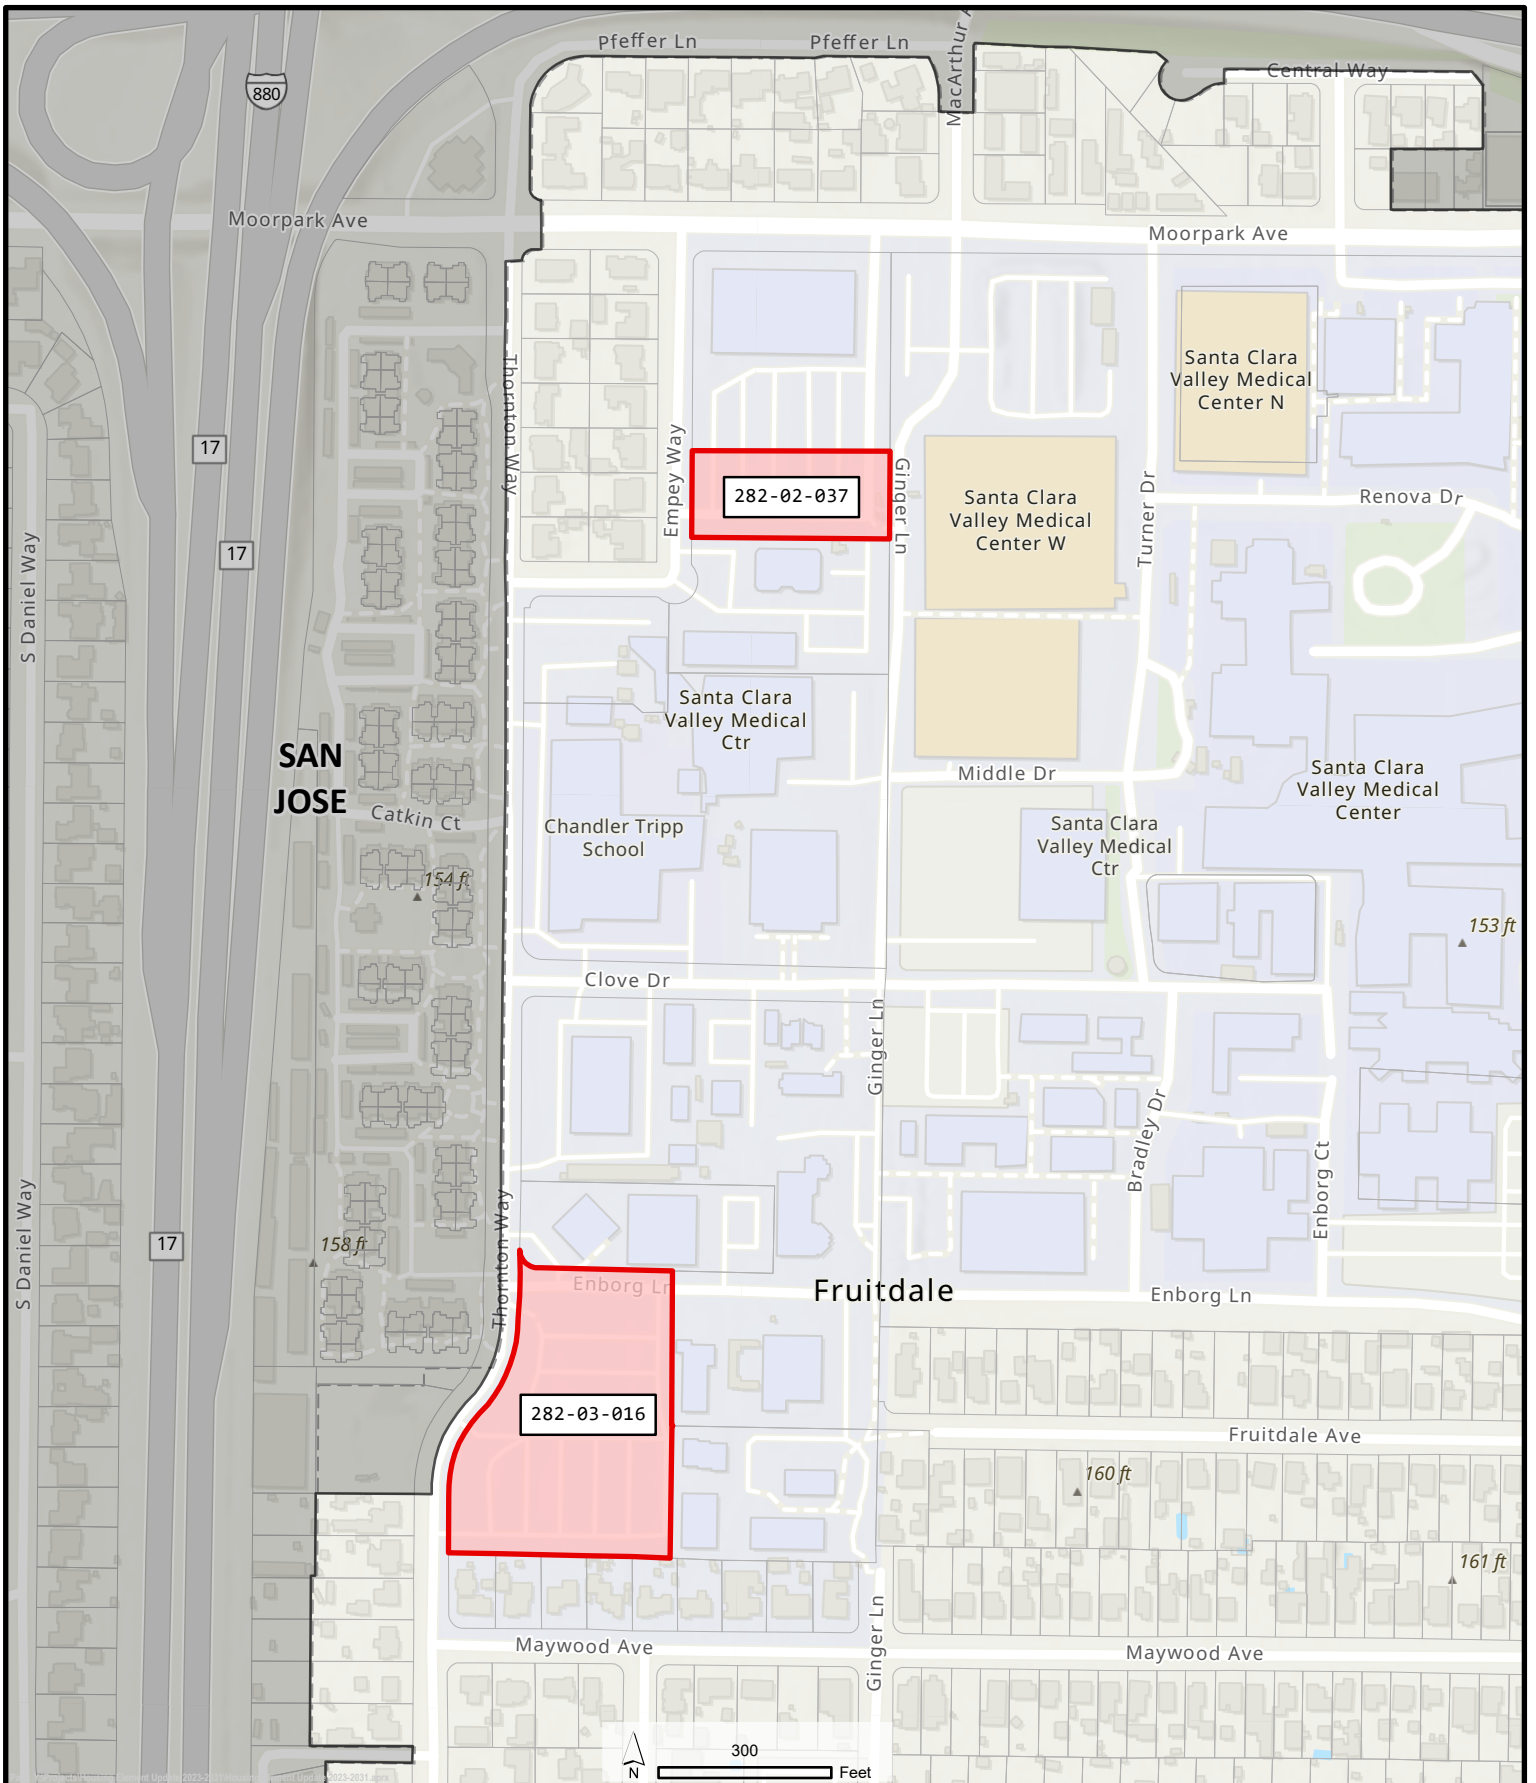 Pfeffer Ln
Pfeffer Ln
MacArthur A
Central Way
880
Moorpark Ave
Moorpark Ave
Thornton Way
Empey Way
Ginger Ln
Turner Dr
Santa Clara
Valley Medical
Center N
17
282-02-037
Santa Clara
Valley Medical
Center W
Renova Dr
17
S Daniel Way
SAN
JOSE
Catkin Ct
Santa Clara
Valley Medical
Ctr
Middle Dr
Santa Clara
Valley Medical
Center
Chandler Tripp
School
Santa Clara
Valley Medical
Ctr
154 ft
153 ft
Clove Dr
Ginger Ln
Bradley Dr
Enborg Ct
S Daniel Way
17
158 ft
Thornton Way
Enborg Ln
Fruitdale
Enborg Ln
282-03-016
Fruitdale Ave
160 ft
161 ft
Maywood Ave
Ginger Ln
Maywood Ave
N
300
Feet